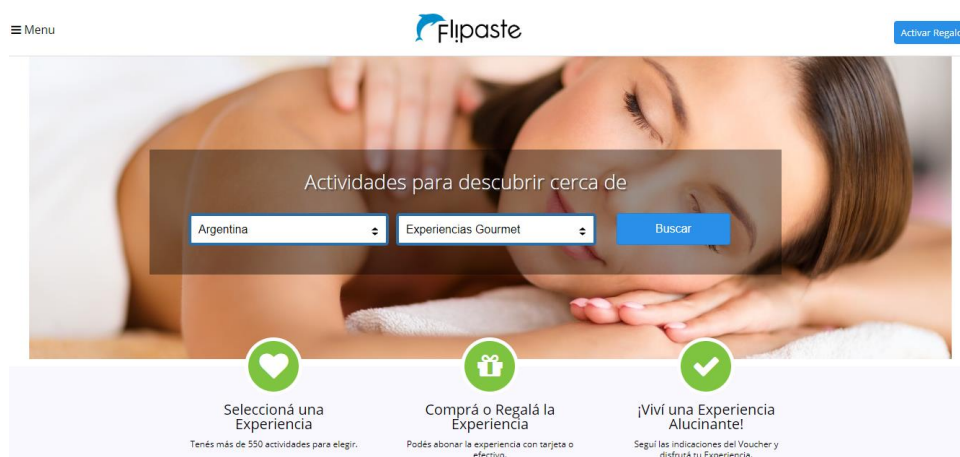 Menu
Flipaste
Activar Regalo
Actividades para descubrir cerca de
Argentina
Experiencias Gourmet
Buscar
Seleccioná una
Experiencia
Tenés más de 550 actividades para elegir.
Comprá o Regalá la
Experiencia
Podés abonar la experiencia con tarjeta o
efectivo.
¡Viví una Experiencia
Alucinante!
Seguí las indicaciones del Voucher y
disfrutá tu Experiencia.